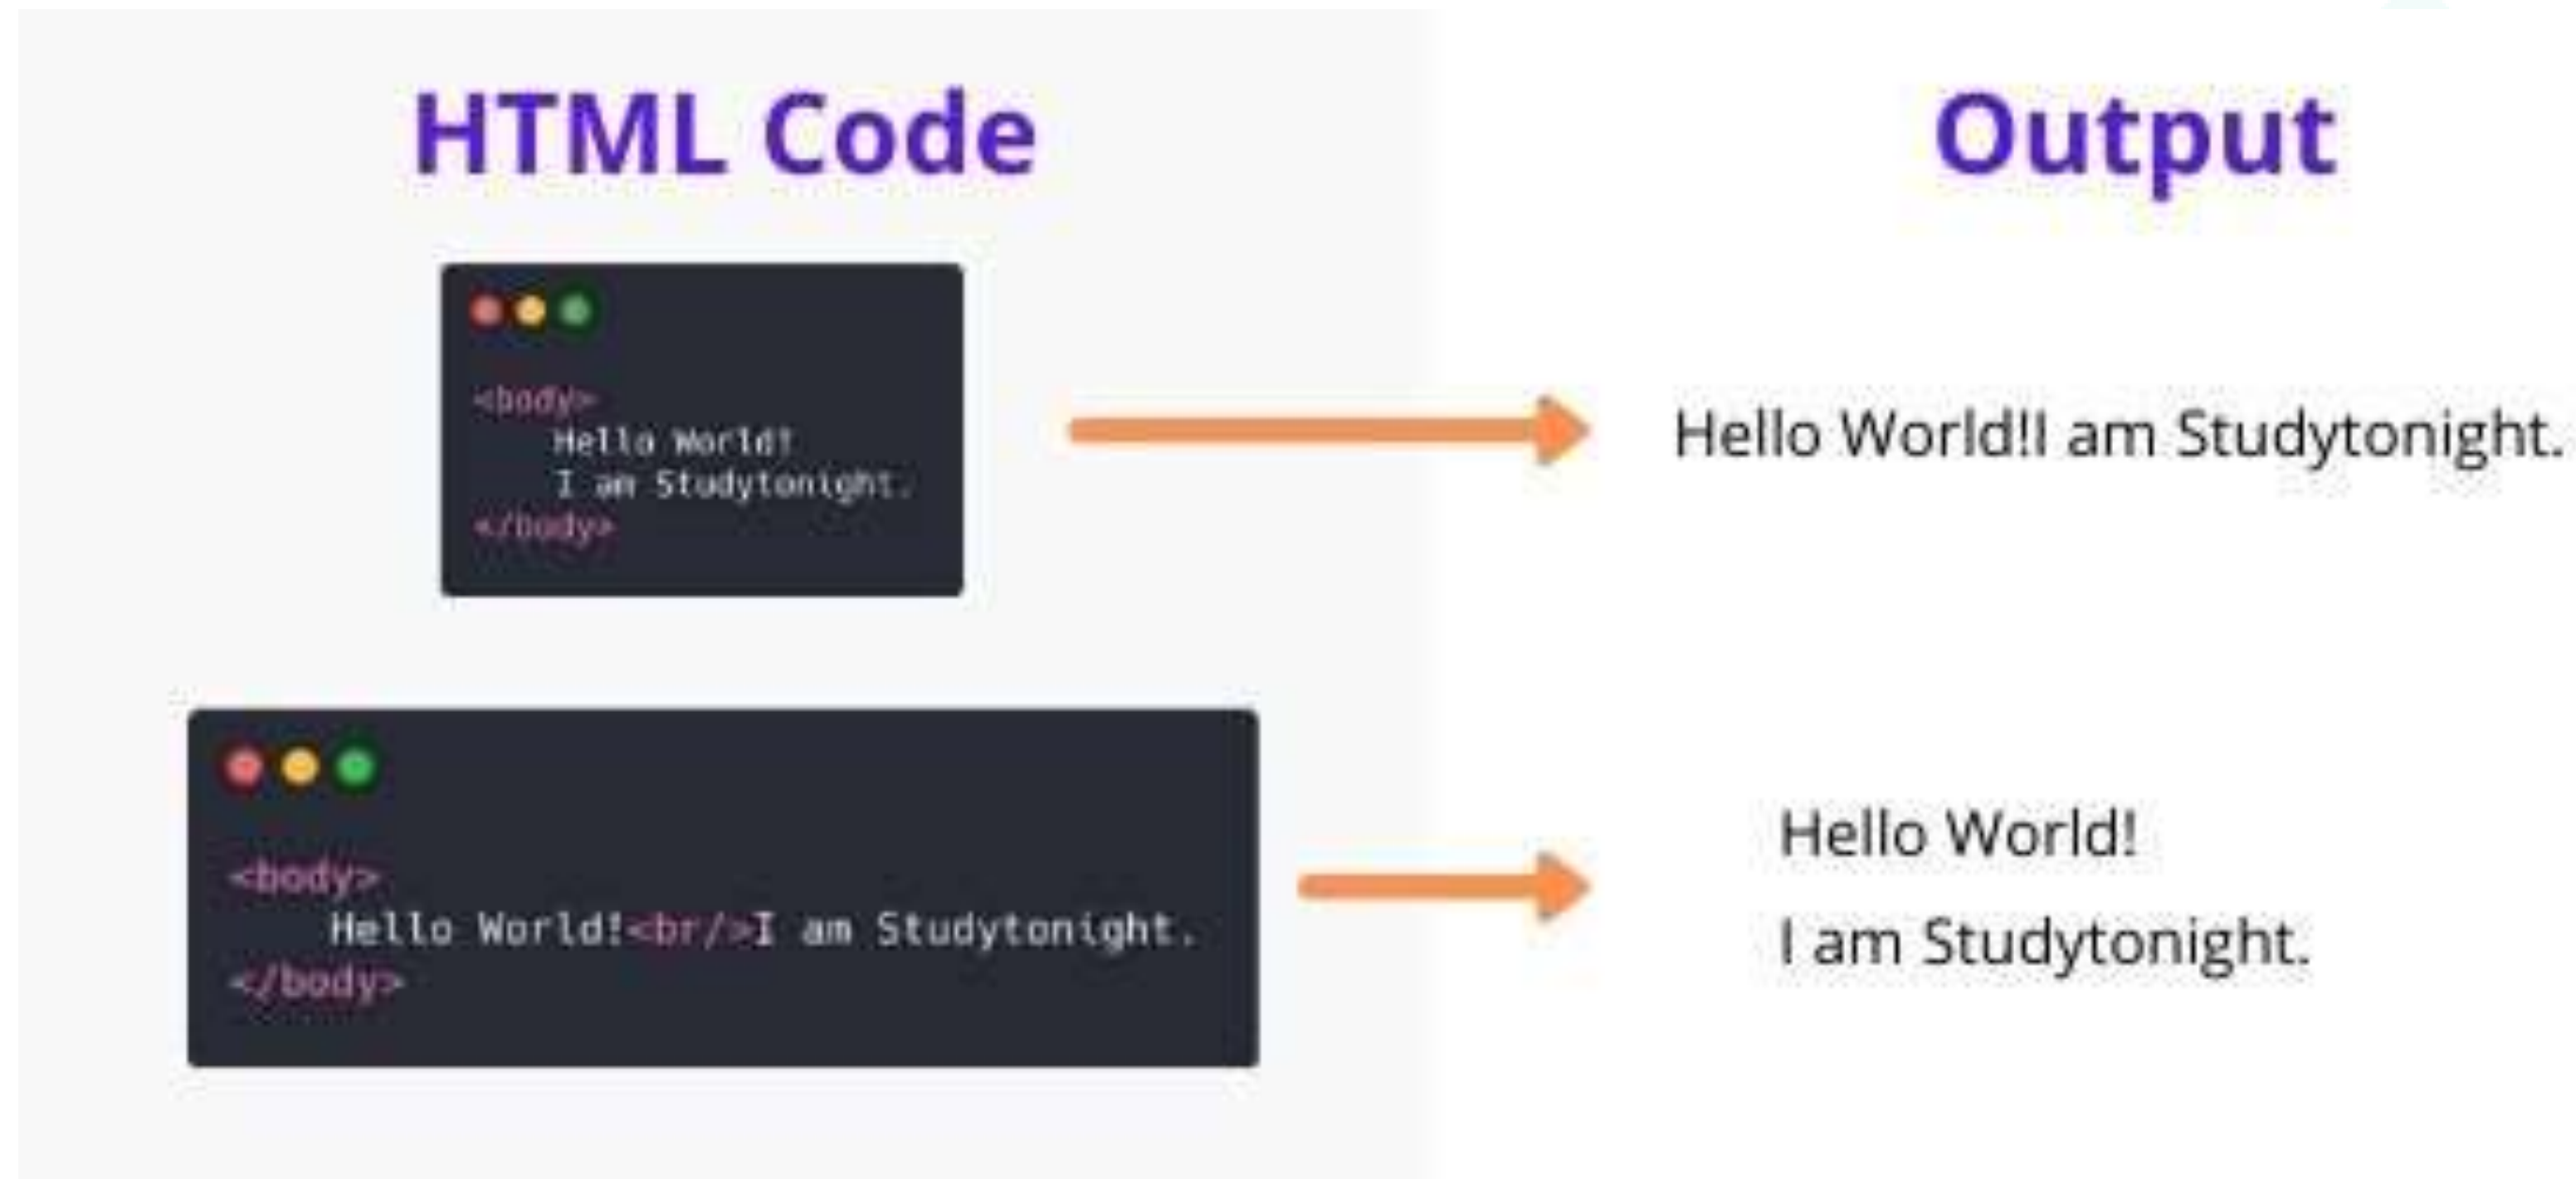 HTML Code
Output
<body>
Hello World!
I am Studytonight.
</body>
Hello World!I am Studytonight.
<body>
Hello World!<br/>I am Studytonight.
</body>
Hello World!
I am Studytonight.